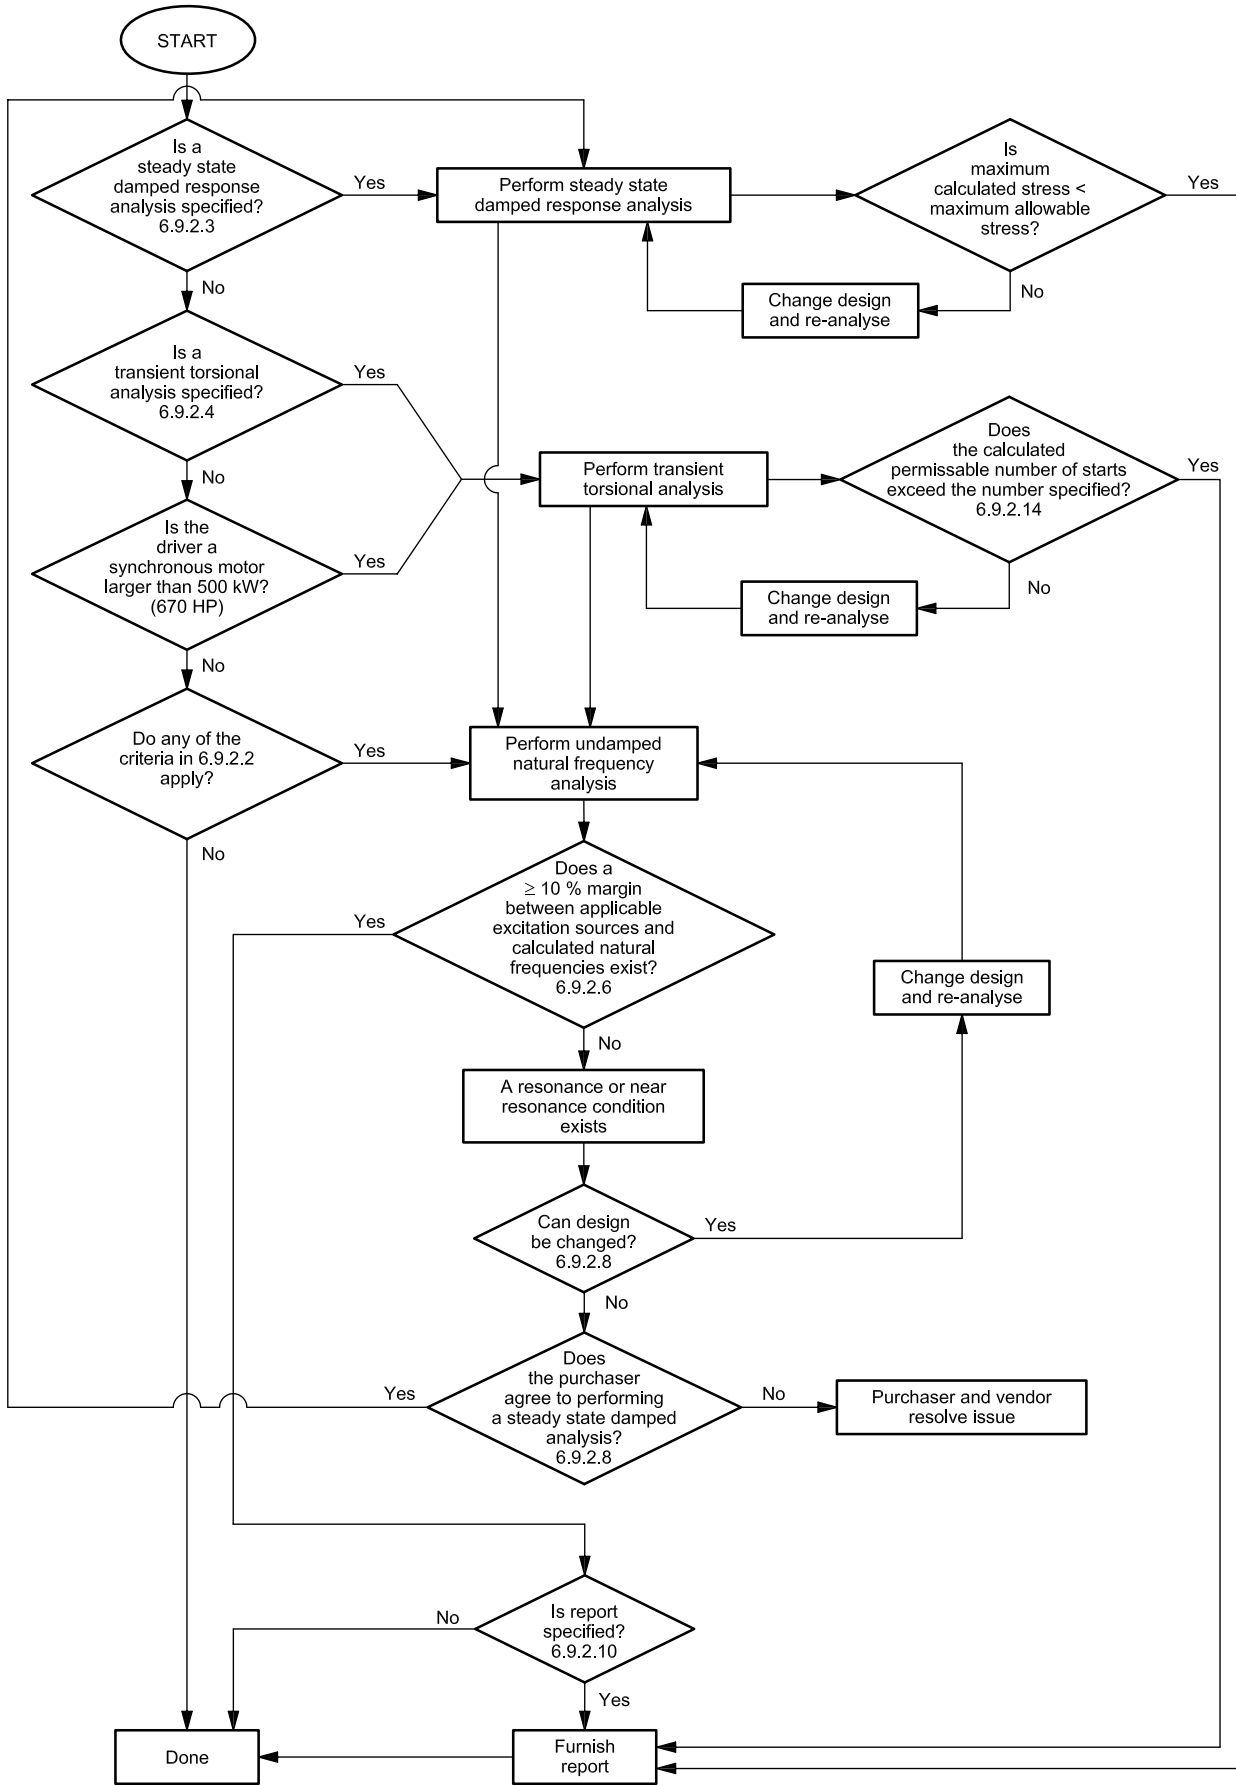 START
Is a
steady state
damped response
analysis specified?
6.9.2.3
Yes
No
Perform steady state
damped response analysis
Is
maximum
calculated stress <
maximum allowable
stress?
Yes
No
Change design
and re-analyse
Is a
transient torsional
analysis specified?
6.9.2.4
Yes
No
Perform transient
torsional analysis
Does
the calculated
permissable number of starts
exceed the number specified?
6.9.2.14
Yes
No
Change design
and re-analyse
Is the
driver a
synchronous motor
larger than 500 kW?
(670 HP)
Yes
No
Do any of the
criteria in 6.9.2.2
apply?
Yes
No
Perform undamped
natural frequency
analysis
Does a
≥ 10 % margin
between applicable
excitation sources and
calculated natural
frequencies exist?
6.9.2.6
Yes
No
Change design
and re-analyse
A resonance or near
resonance condition
exists
Can design
be changed?
6.9.2.8
Yes
No
Does
the purchaser
agree to performing
a steady state damped
analysis?
6.9.2.8
Yes
No
Purchaser and vendor
resolve issue
Is report
specified?
6.9.2.10
No
Yes
Done
Furnish
report